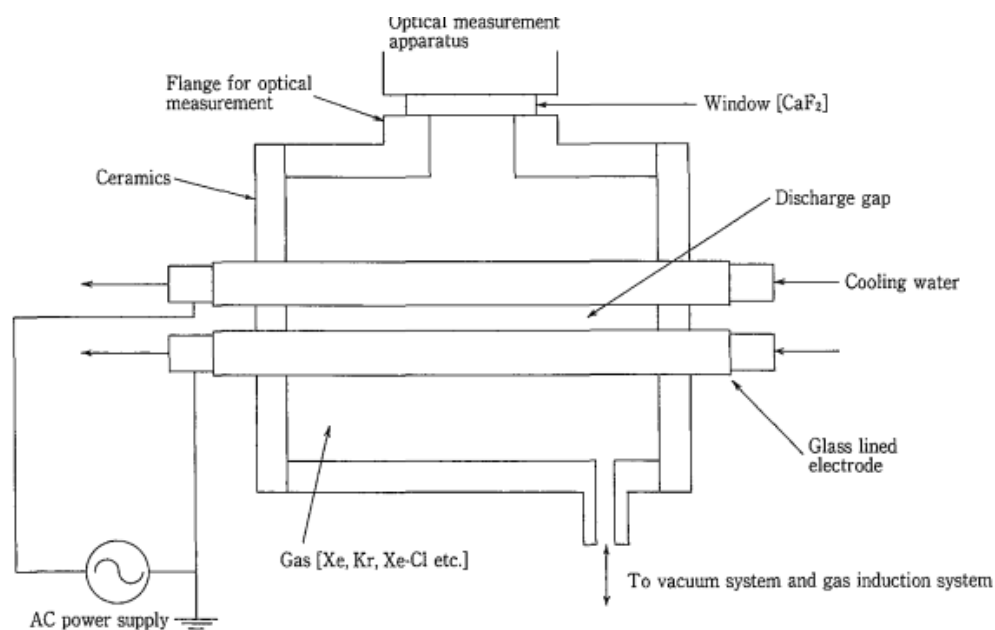 Optical measurement
apparatus
Flange for optical
measurement
Window [CaF₂]
Ceramics
Discharge gap
Cooling water
Glass lined
electrode
Gas [Xe, Kr, Xe-Cl etc.]
To vacuum system and gas induction system
AC power supply